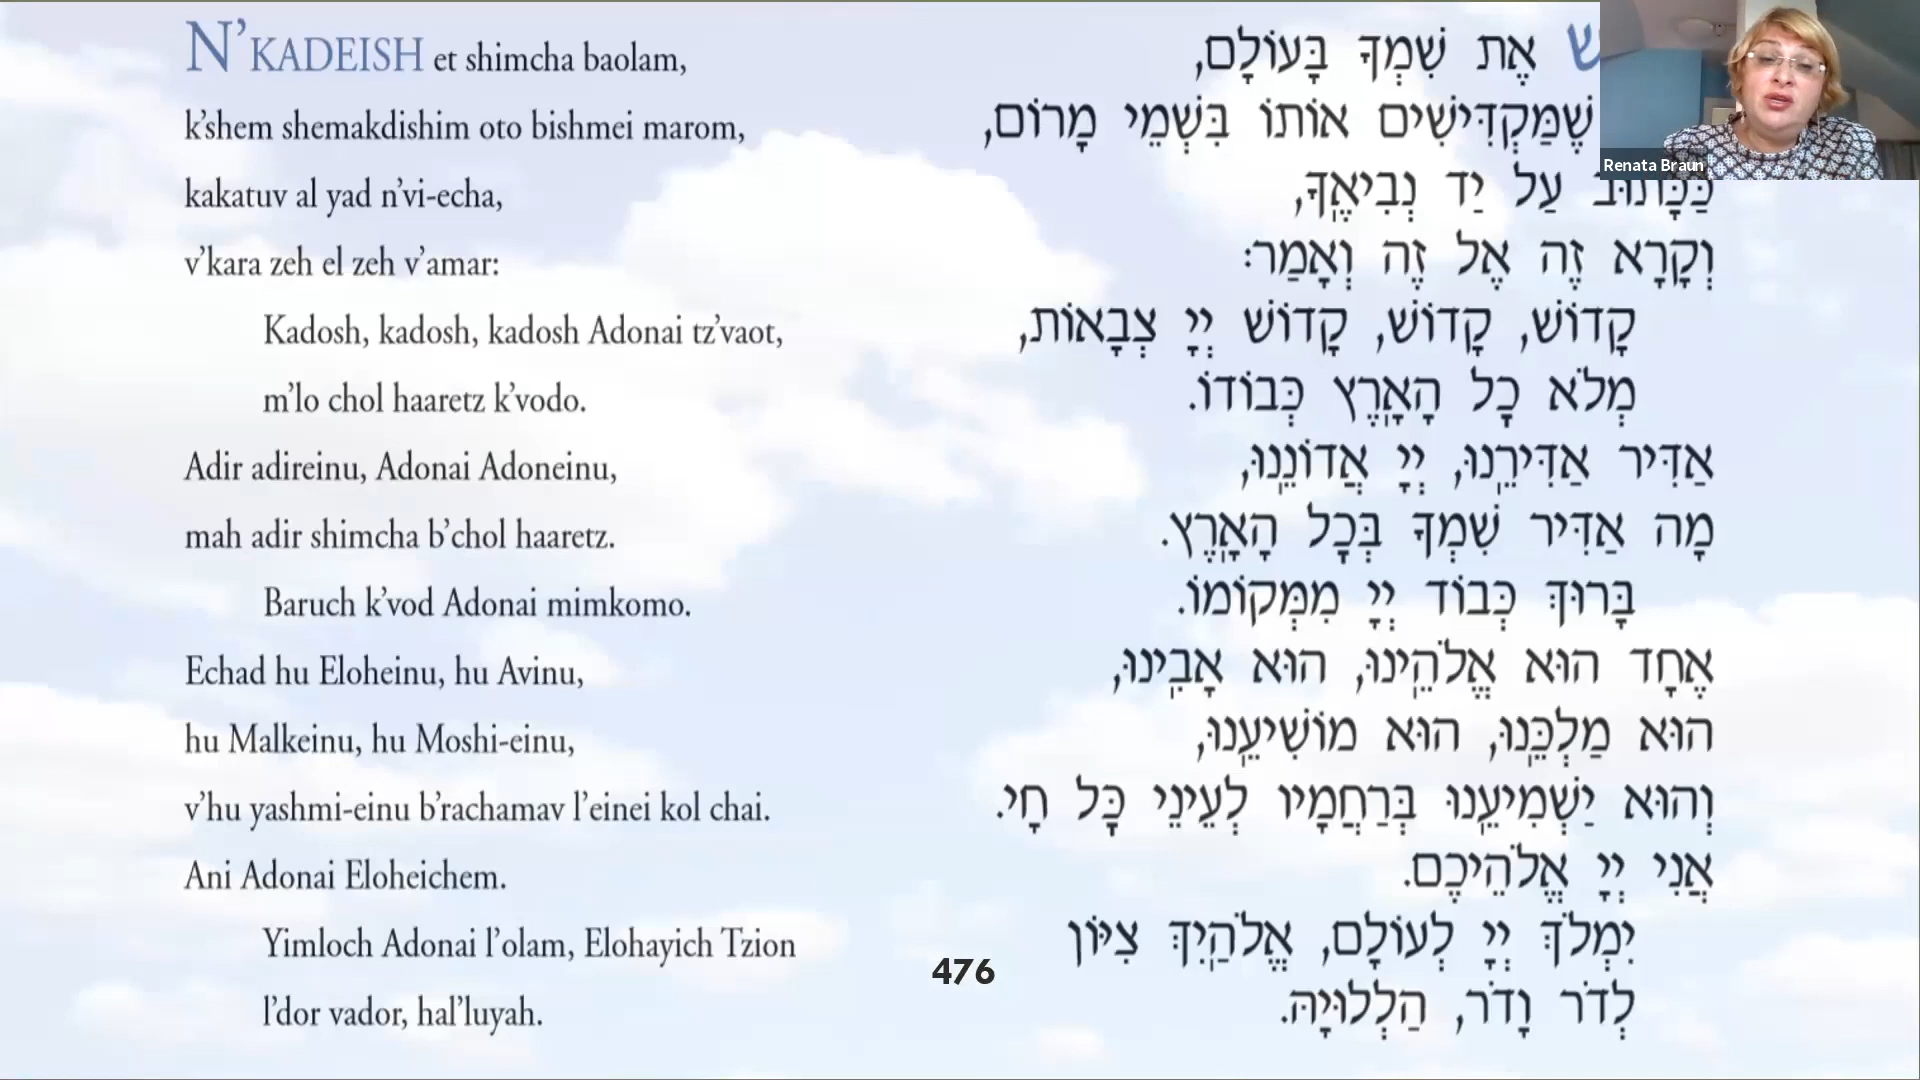 N’KADEISH et shimcha baolam,
k’shem shemakdishim oto bishmei marom,
kakatuv al yad n’vi-echa,
v’kara zeh el zeh v’amar:
Kadosh, kadosh, kadosh Adonai tz’vaot,
m’lo chol haaretz k’vodo.
Adir adireinu, Adonai Adoneinu,
mah adir shimcha b’chol haaretz.
Baruch k’vod Adonai mimkomo.
Echad hu Eloheinu, hu Avinu,
hu Malkeinu, hu Moshi-einu,
v’hu yashmi-einu b’rachamav l’einei kol chai.
Ani Adonai Eloheichem.
Yimloch Adonai l’olam, Elohayich Tzion
l’dor vador, hal’luyah.
אֶת שִׁמְךָ בָּעוֹלָם,
שֶׁמַּקְדִּישִׁים אוֹתוֹ בִּשְׁמֵי מָרוֹם,
כַּכָּתוּב עַל יַד נְבִיאֶֽךָ,
וְקָרָא זֶה אֶל זֶה וְאָמַר:
קָדוֹשׁ, קָדוֹשׁ, קָדוֹשׁ יְיָ צְבָאוֹת,
מְלֹא כׇל הָאָֽרֶץ כְּבוֹדוֹ.
אַדִּיר אַדִּירֵֽנוּ, יְיָ אֲדוֹנֵֽנוּ,
מָה אַדִּיר שִׁמְךָ בְּכׇל הָאָֽרֶץ.
בָּרוּךְ כְּבוֹד יְיָ מִמְּקוֹמוֹ.
אֶחָד הוּא אֱלֹהֵֽינוּ, הוּא אָבִֽינוּ,
הוּא מַלְכֵּֽנוּ, הוּא מוֹשִׁיעֵֽנוּ,
וְהוּא יַשְׁמִיעֵֽנוּ בְּרַחֲמָיו לְעֵינֵי כׇּל חָי.
אֲנִי יְיָ אֱלֹהֵיכֶם.
יִמְלֹךְ יְיָ לְעוֹלָם, אֱלֹהַֽיִךְ צִיּוֹן
לְדֹר וָדֹר, הַלְלוּיָהּ.
476
Renata Braun